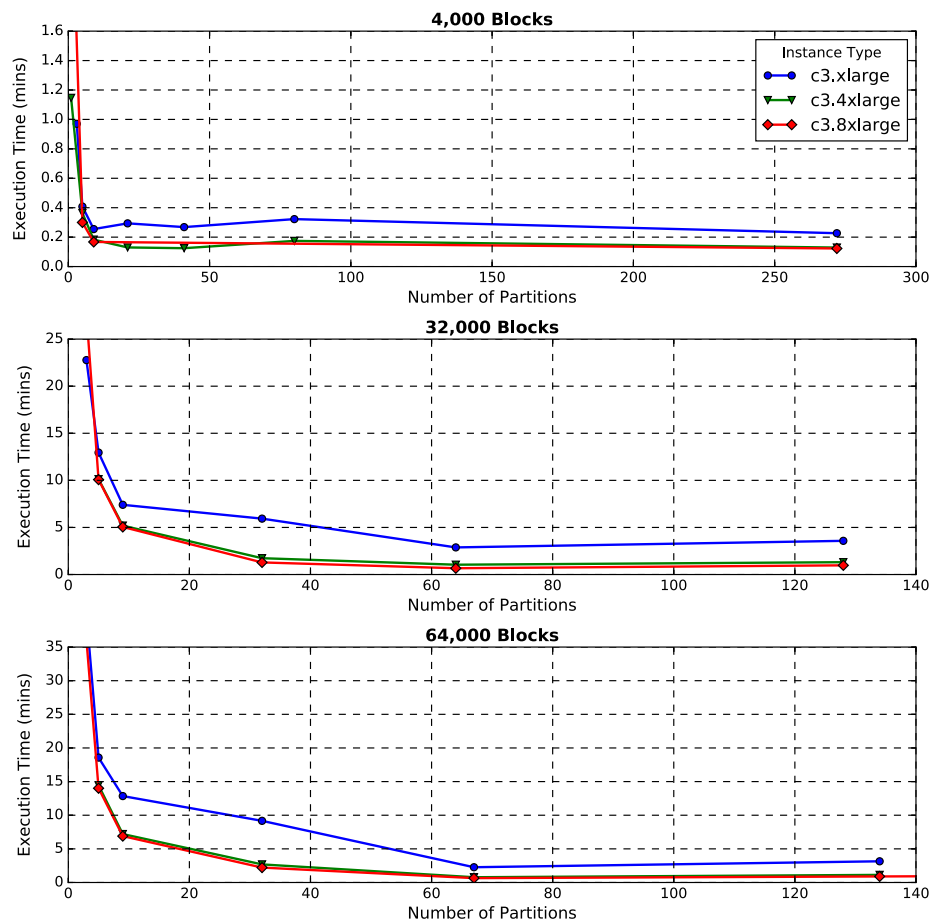 4,000 Blocks
1.6
1.4
1.2
1.0
0.8
0.6
0.4
0.2
0.0
Execution Time (mins)
0 50 100 150 200 250 300
Number of Partitions
Instance Type
c3.xlarge
c3.4xlarge
c3.8xlarge
32,000 Blocks
25
20
15
10
5
0
Execution Time (mins)
0 20 40 60 80 100 120 140
Number of Partitions
64,000 Blocks
35
30
25
20
15
10
5
0
Execution Time (mins)
0 20 40 60 80 100 120 140
Number of Partitions